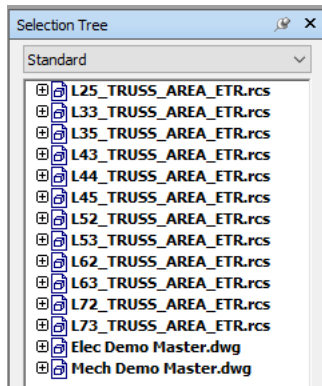 Selection Tree
Standard
L25_TRUSS_AREA_ETR.rcs
L33_TRUSS_AREA_ETR.rcs
L35_TRUSS_AREA_ETR.rcs
L43_TRUSS_AREA_ETR.rcs
L44_TRUSS_AREA_ETR.rcs
L45_TRUSS_AREA_ETR.rcs
L52_TRUSS_AREA_ETR.rcs
L53_TRUSS_AREA_ETR.rcs
L62_TRUSS_AREA_ETR.rcs
L63_TRUSS_AREA_ETR.rcs
L72_TRUSS_AREA_ETR.rcs
L73_TRUSS_AREA_ETR.rcs
Elec Demo Master.dwg
Mech Demo Master.dwg